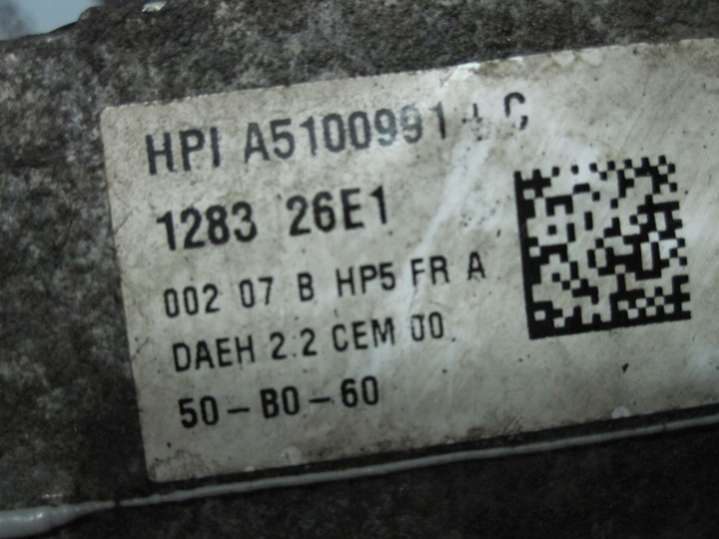 HPI A5100991 C
1283 26E1
002 07 B HP5 FR A
DAEH 2.2 CEM 00
50-B0-60